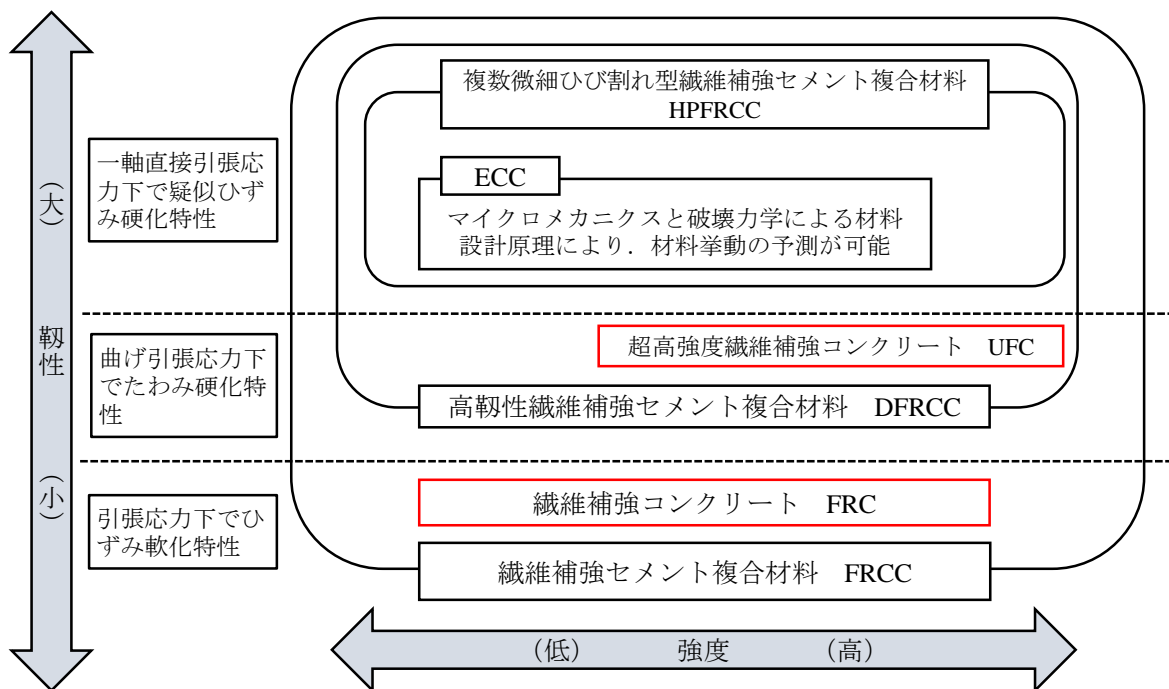 複数微細ひび割れ型繊維補強セメント複合材料
HPFRCC
一軸直接引張応
力下で疑似ひず
み硬化特性
ECC
マイクロメカニクスと破壊力学による材料
設計原理により．材料挙動の予測が可能
（大）
靭性
（小）
曲げ引張応力下
でたわみ硬化特
性
超高強度繊維補強コンクリート UFC
高靭性繊維補強セメント複合材料 DFRCC
引張応力下でひ
ずみ軟化特性
繊維補強コンクリート FRC
繊維補強セメント複合材料 FRCC
（低） 強度 （高）